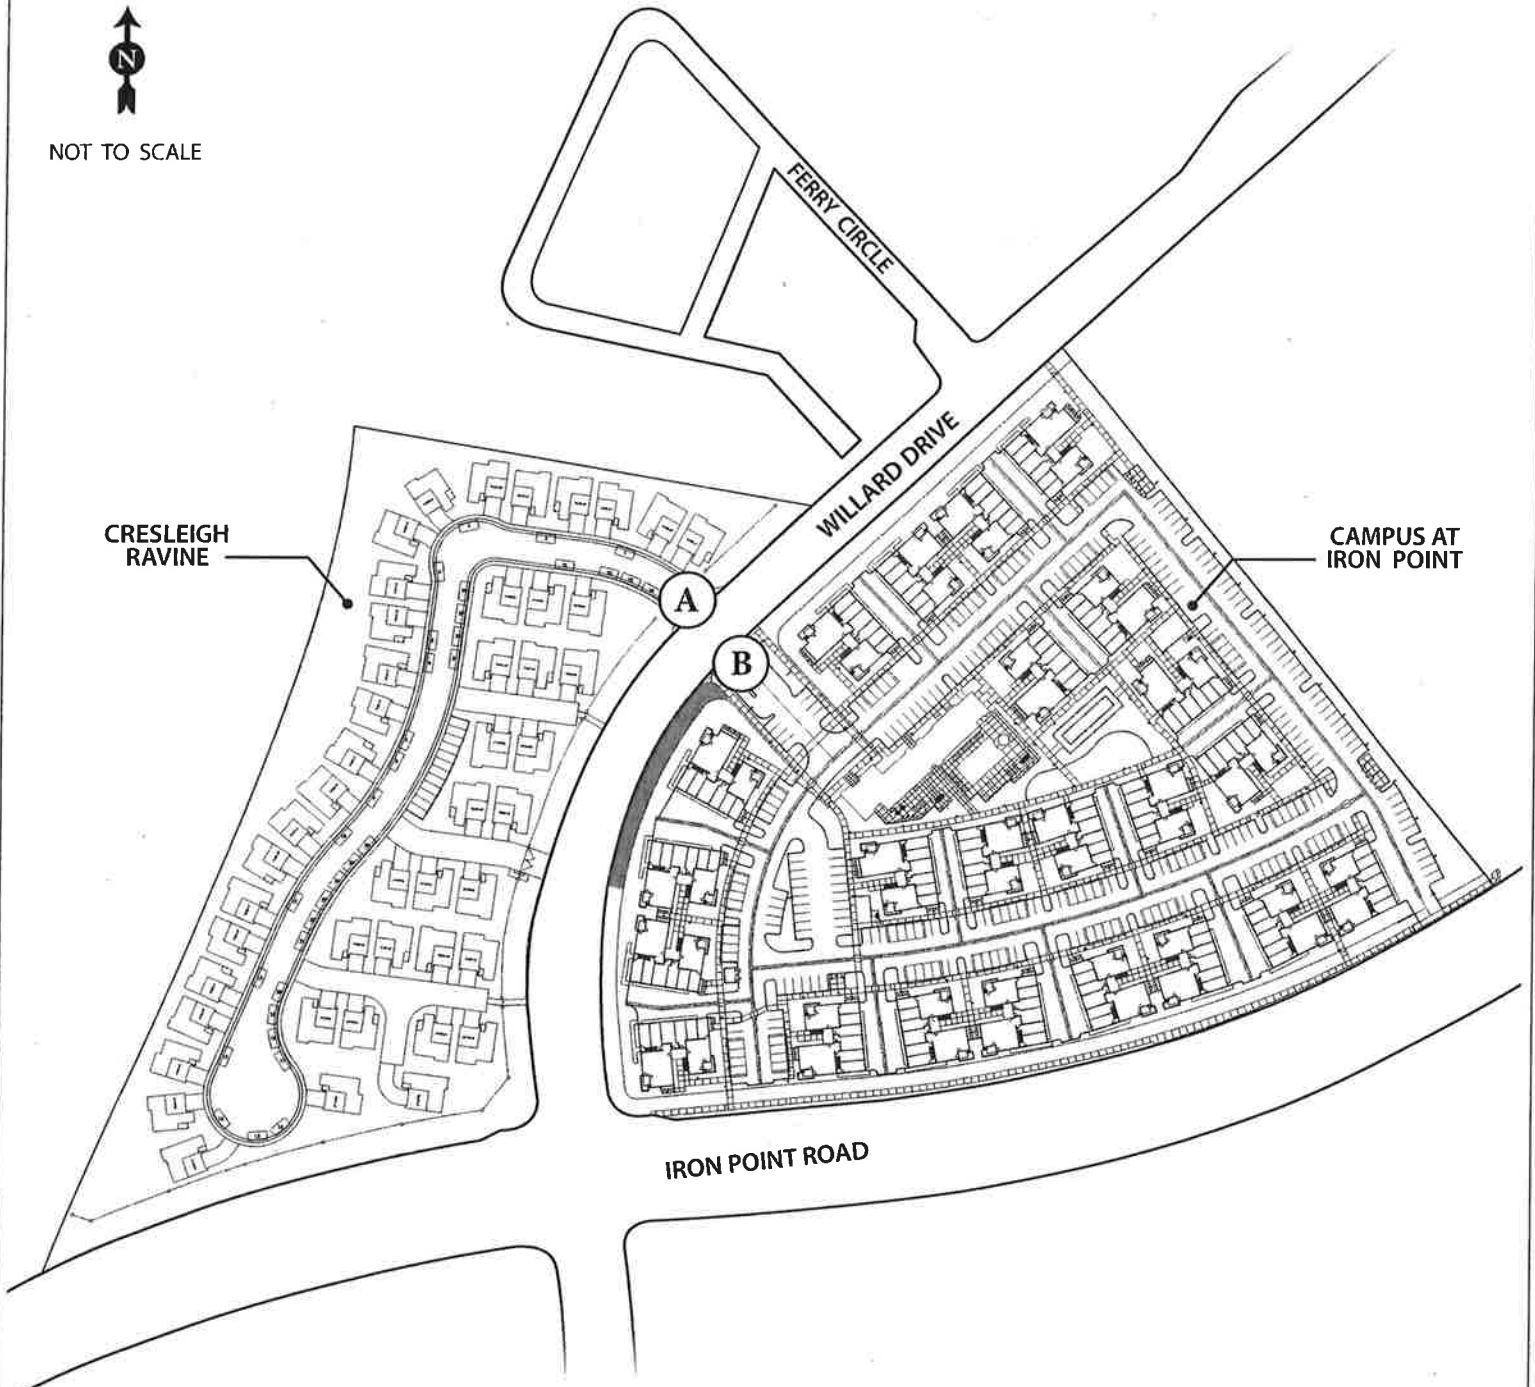 N
NOT TO SCALE
FERRY CIRCLE
WILLARD DRIVE
CRESLEIGH
RAVINE
CAMPUS AT
IRON POINT
A
B
IRON POINT ROAD